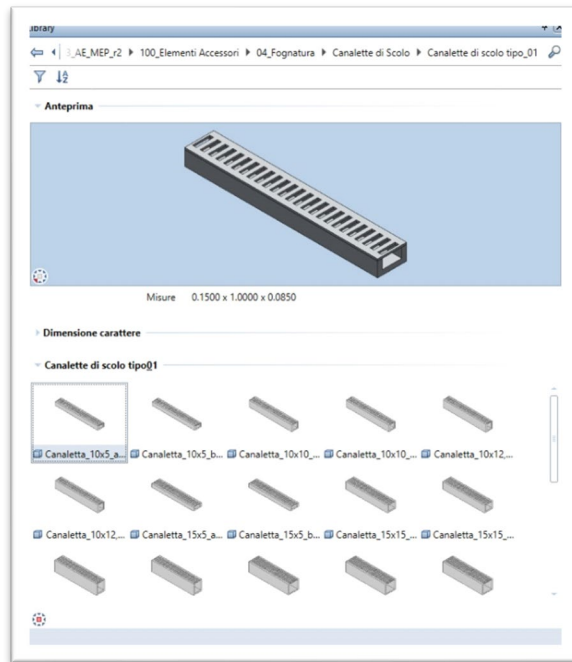 Library
3_AE_MEP_r2 ▸ 100_Elementi Accessori ▸ 04_Fognatura ▸ Canalette di Scolo ▸ Canalette di scolo tipo_01
Anteprima
Misure 0.1500 x 1.0000 x 0.0850
Dimensione carattere
Canalette di scolo tipo01
Canaletta_10x5_a... Canaletta_10x5_b... Canaletta_10x10_... Canaletta_10x10_... Canaletta_10x12,...
Canaletta_10x12,... Canaletta_15x5_a... Canaletta_15x5_b... Canaletta_15x15_... Canaletta_15x15_...